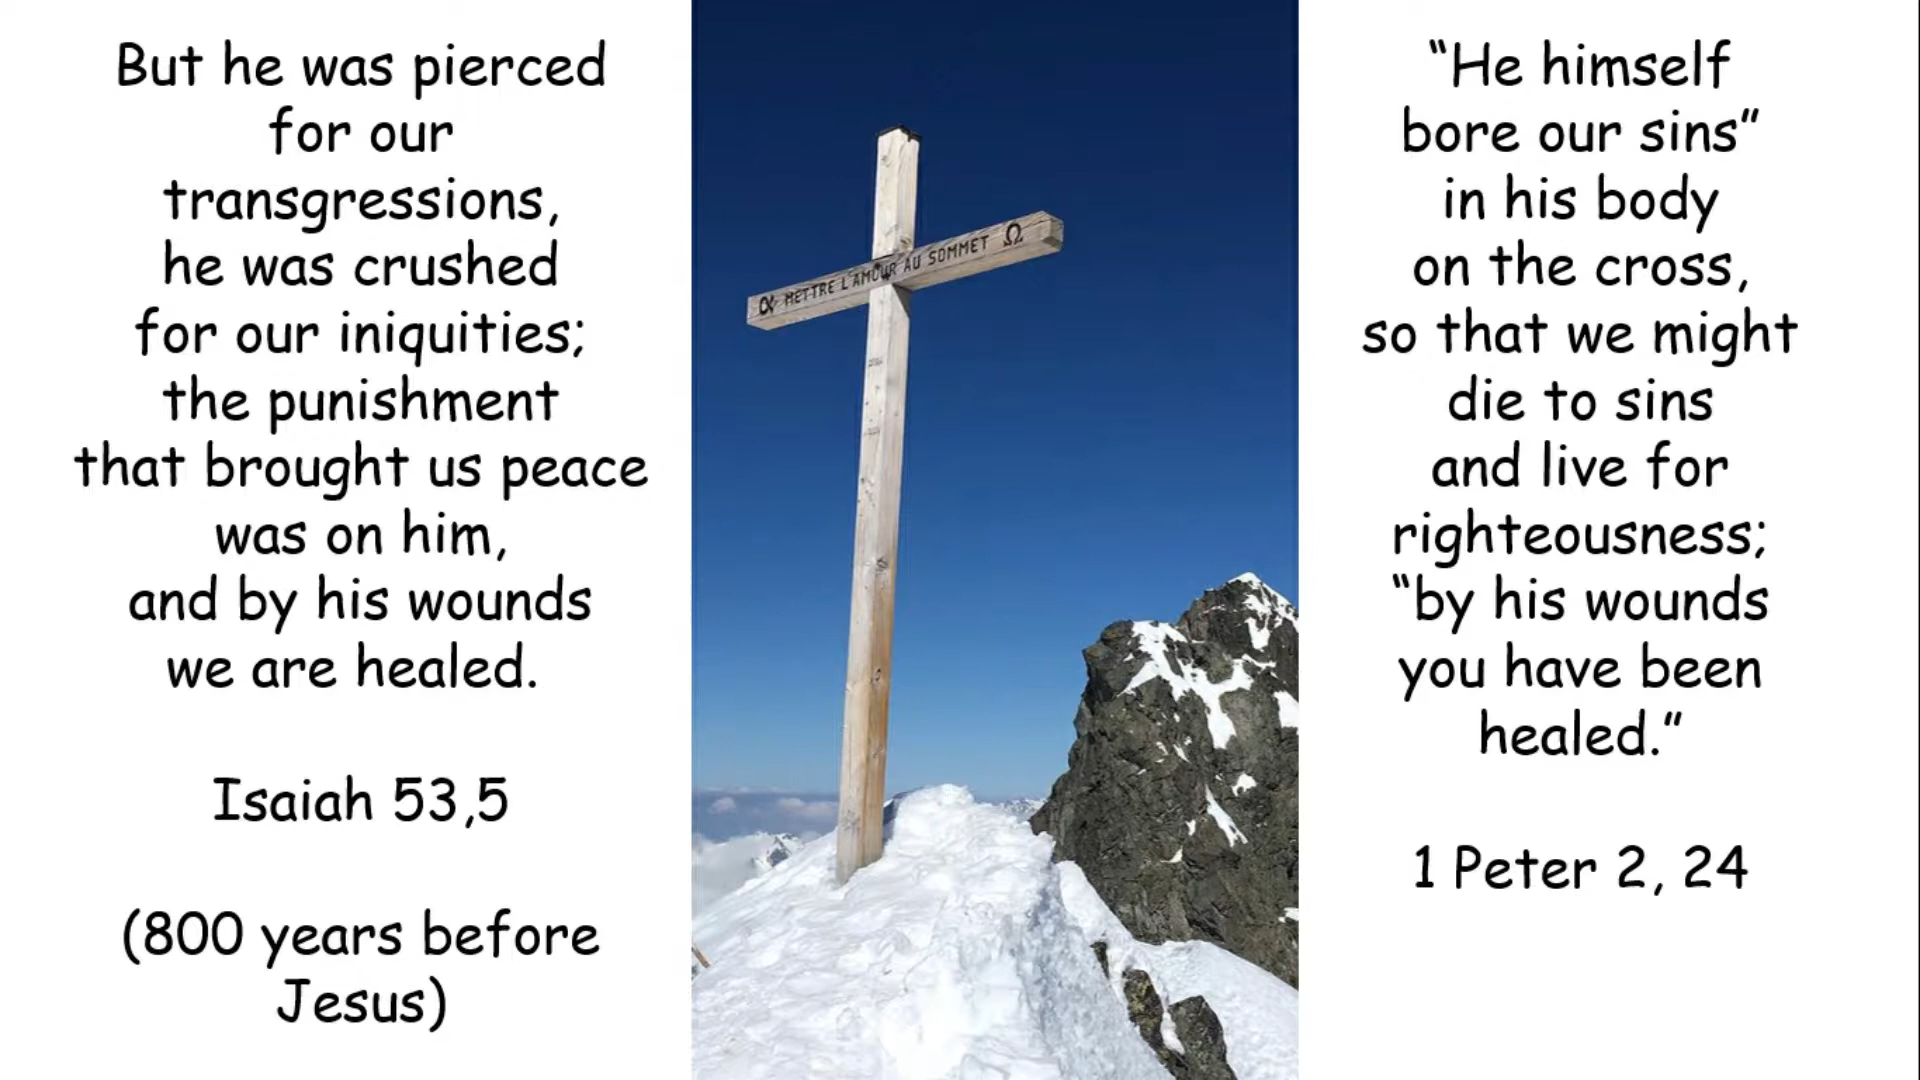 But he was pierced
for our
transgressions,
he was crushed
for our iniquities;
the punishment
that brought us peace
was on him,
and by his wounds
we are healed.
Isaiah 53,5
(800 years before
Jesus)
α METTRE L'AMOUR AU SOMMET Ω
“He himself
bore our sins”
in his body
on the cross,
so that we might
die to sins
and live for
righteousness;
“by his wounds
you have been
healed.”
1 Peter 2, 24